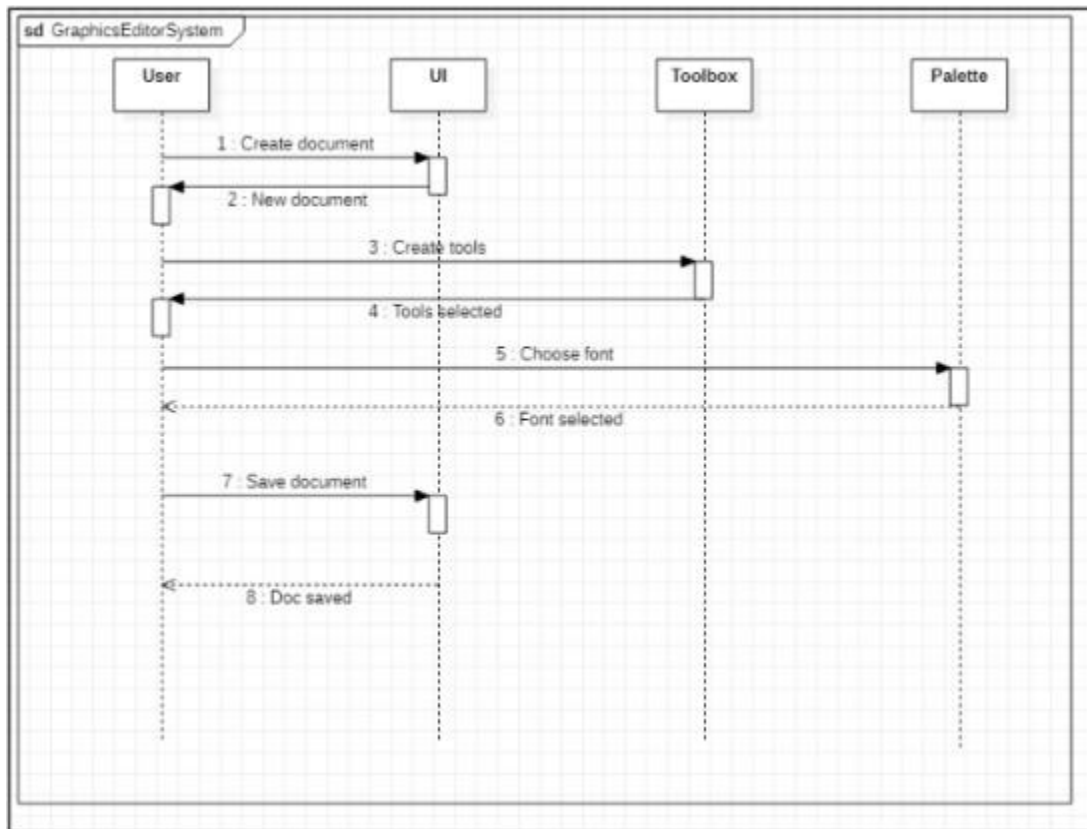 sd GraphicsEditorSystem
User
UI
Toolbox
Palette
1 : Create document
2 : New document
3 : Create tools
4 : Tools selected
5 : Choose font
6 : Font selected
7 : Save document
8 : Doc saved